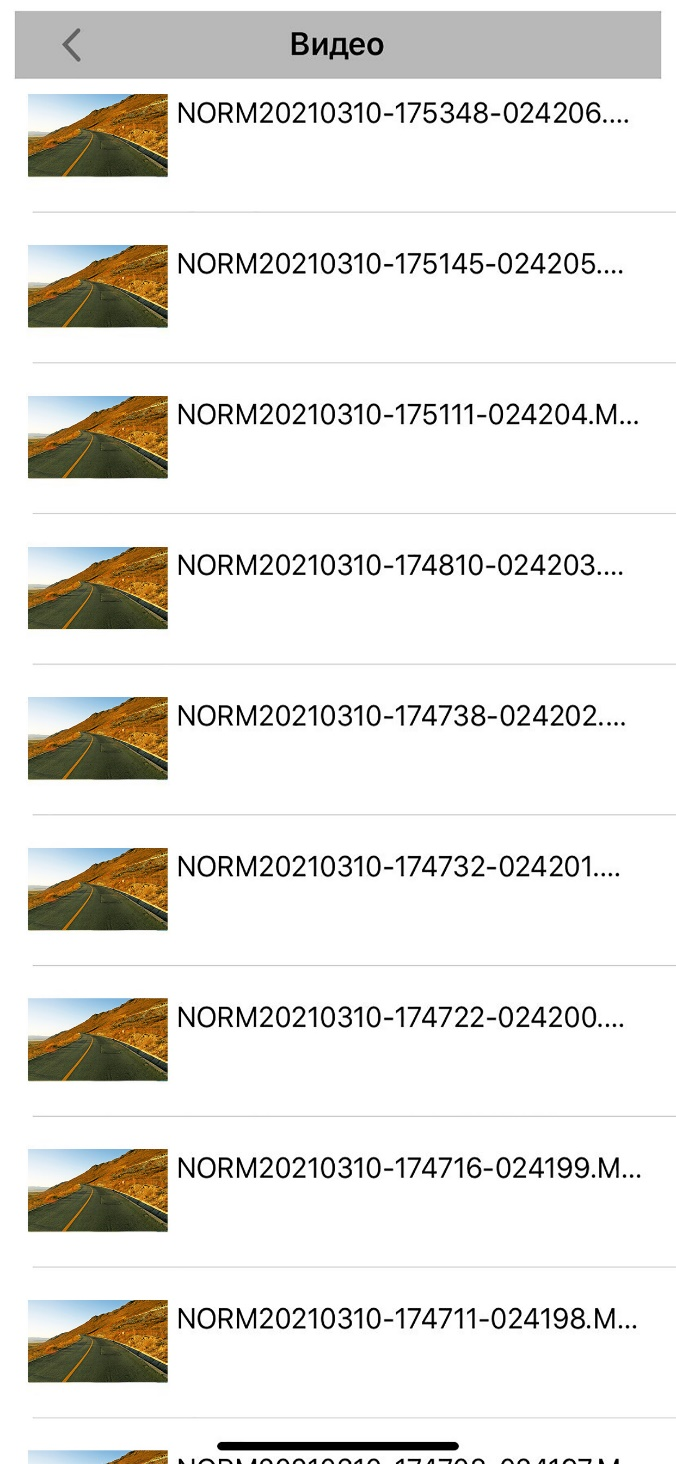 Видео
NORM20210310-175348-024206....
NORM20210310-175145-024205....
NORM20210310-175111-024204.M...
NORM20210310-174810-024203....
NORM20210310-174738-024202....
NORM20210310-174732-024201....
NORM20210310-174722-024200....
NORM20210310-174716-024199.M...
NORM20210310-174711-024198.M...